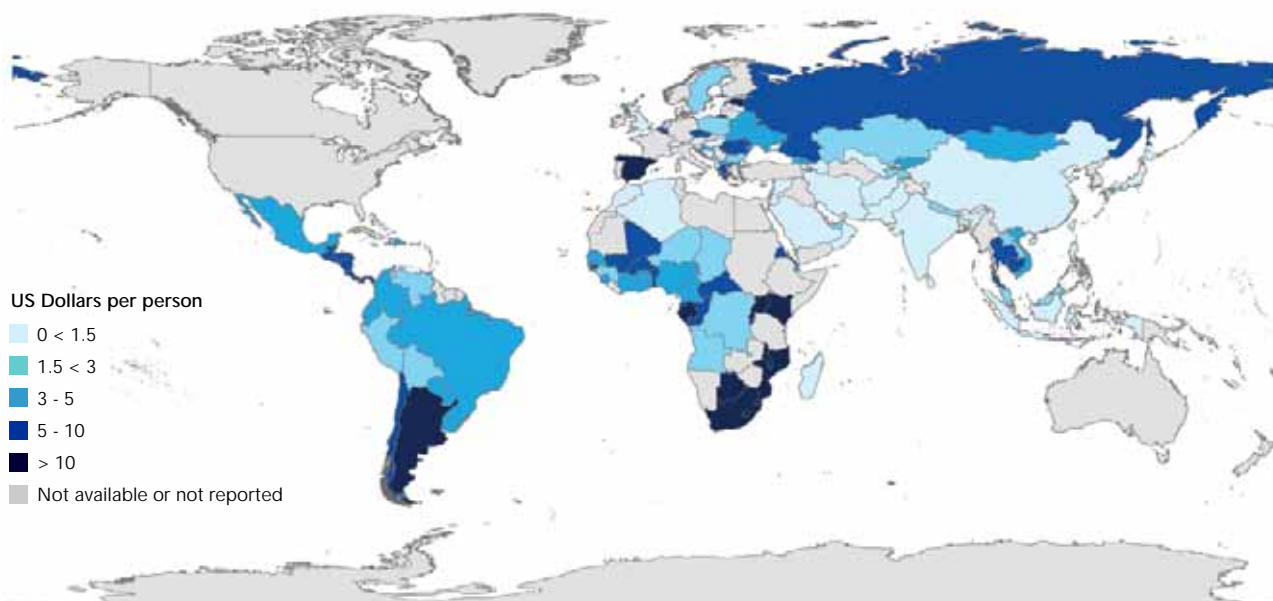 US Dollars per person
0 < 1.5
1.5 < 3
3 - 5
5 - 10
> 10
Not available or not reported